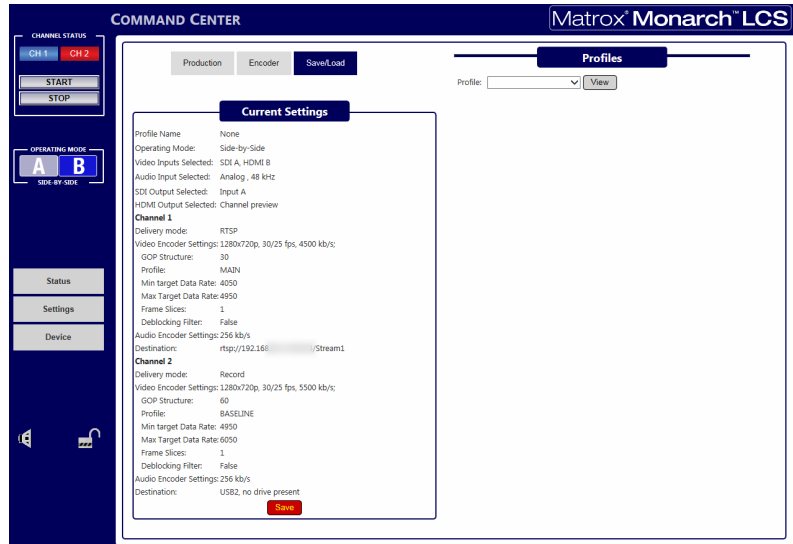 COMMAND CENTER
Matrox® Monarch™ LCS
CHANNEL STATUS
CH 1 CH 2
START
STOP
OPERATING MODE
A B
SIDE-BY-SIDE
Status
Settings
Device
Production Encoder Save/Load
Current Settings
Profile Name None
Operating Mode: Side-by-Side
Video Inputs Selected: SDI A, HDMI B
Audio Input Selected: Analog , 48 kHz
SDI Output Selected: Input A
HDMI Output Selected: Channel preview
Channel 1
Delivery mode: RTSP
Video Encoder Settings: 1280x720p, 30/25 fps, 4500 kb/s;
GOP Structure: 30
Profile: MAIN
Min target Data Rate: 4050
Max Target Data Rate: 4950
Frame Slices: 1
Deblocking Filter: False
Audio Encoder Settings: 256 kb/s
Destination: rtsp://192.168 /Stream1
Channel 2
Delivery mode: Record
Video Encoder Settings: 1280x720p, 30/25 fps, 5500 kb/s;
GOP Structure: 60
Profile: BASELINE
Min target Data Rate: 4950
Max Target Data Rate: 6050
Frame Slices: 1
Deblocking Filter: False
Audio Encoder Settings: 256 kb/s
Destination: USB2, no drive present
Save
Profiles
Profile: View